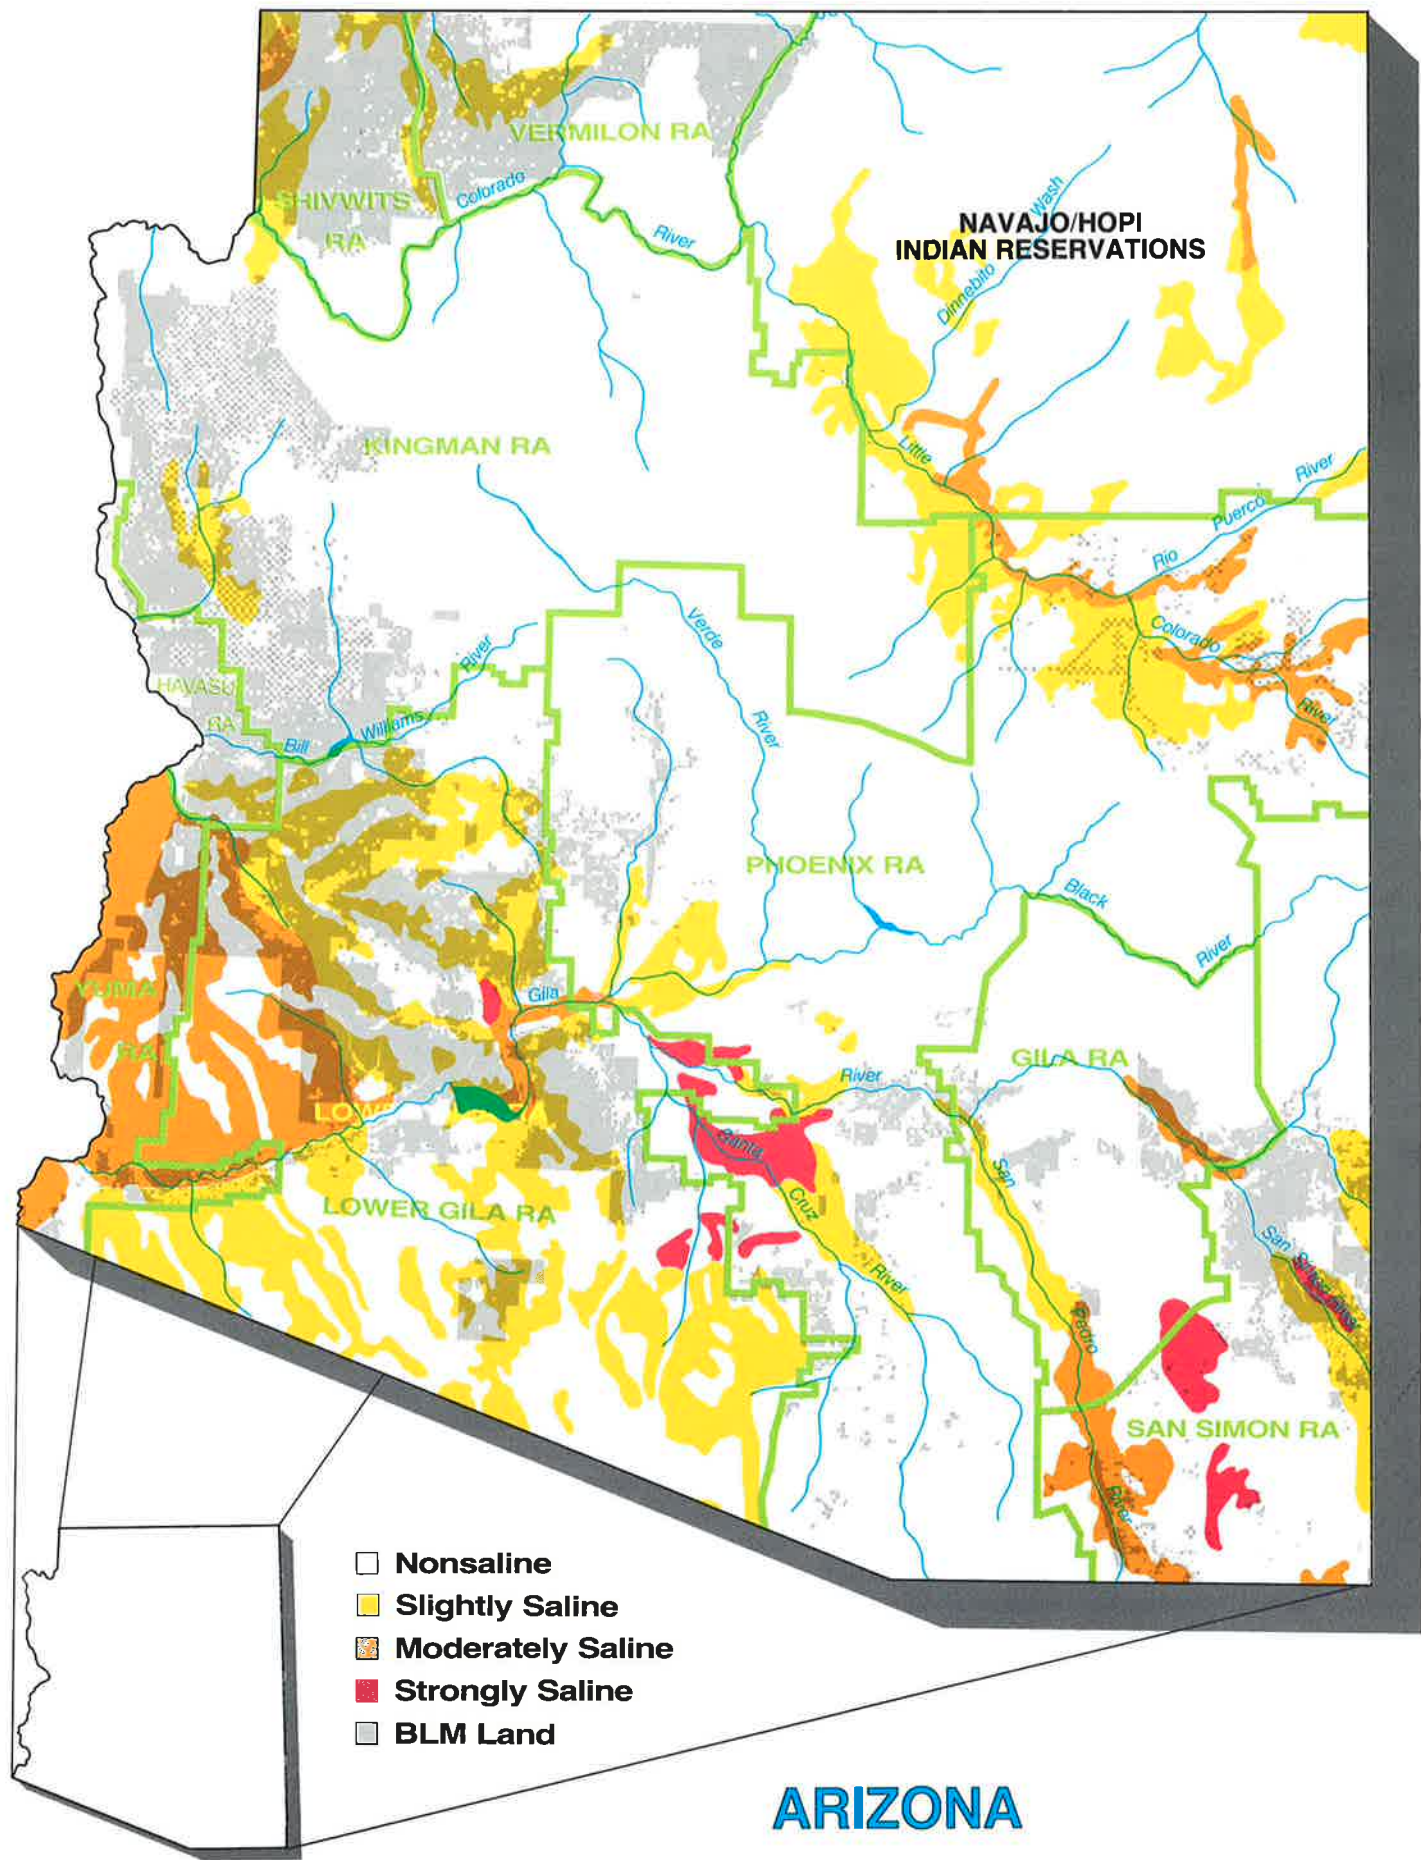 VERMILON RA
SHIVWITS
RA
Colorado
River
Wash
NAVAJO/HOPI
INDIAN RESERVATIONS
Dinnebito
KINGMAN RA
Little
River
Puerco
Rio
Verde
Colorado
River
HAVASU
RA
River
Williams
Bill
River
River
PHOENIX RA
Black
River
YUMA
RA
Gila
GILA RA
River
Santa
Cruz
River
San
Pedro
River
LOWER GILA RA
San
SAN SIMON RA
Nonsaline
Slightly Saline
Moderately Saline
Strongly Saline
BLM Land
ARIZONA